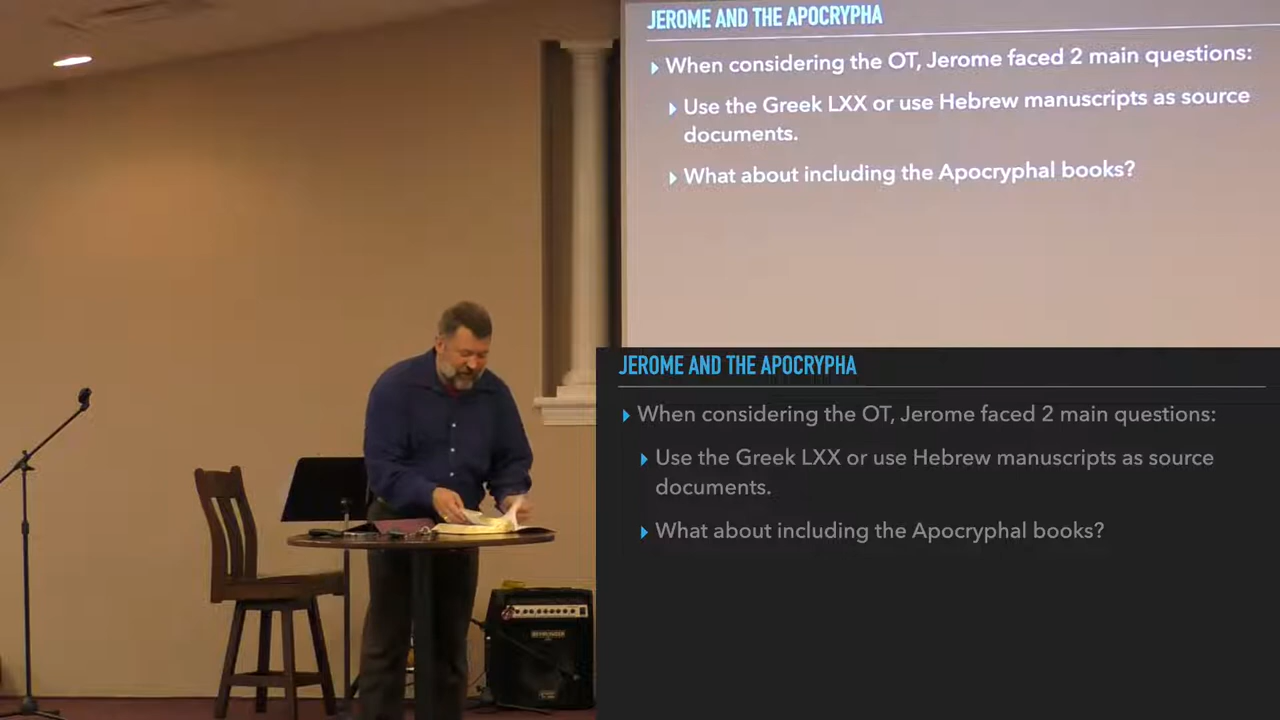 JEROME AND THE APOCRYPHA
When considering the OT, Jerome faced 2 main questions:
Use the Greek LXX or use Hebrew manuscripts as source
documents.
What about including the Apocryphal books?
JEROME AND THE APOCRYPHA
When considering the OT, Jerome faced 2 main questions:
Use the Greek LXX or use Hebrew manuscripts as source
documents.
What about including the Apocryphal books?
BEHRINGER